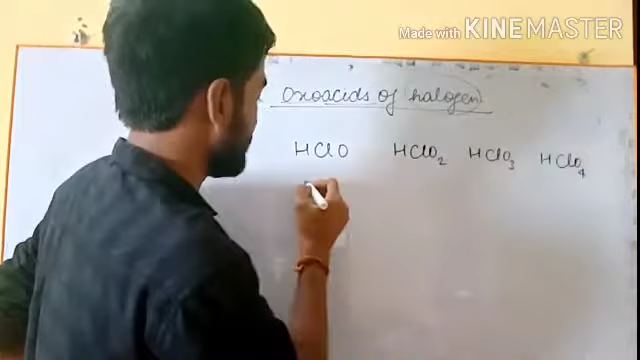 Made with KINEMASTER
Oxoacids of halogen
HClO HClO2 HClO3 HClO4